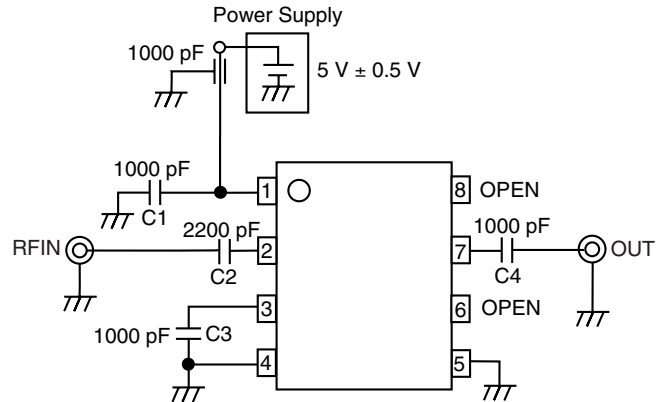 Power Supply
1000 pF
5 V ± 0.5 V
1000 pF
C1
1
8 OPEN
RFIN
2200 pF
C2
2
7
1000 pF
C4
OUT
3
1000 pF C3
6 OPEN
4
5